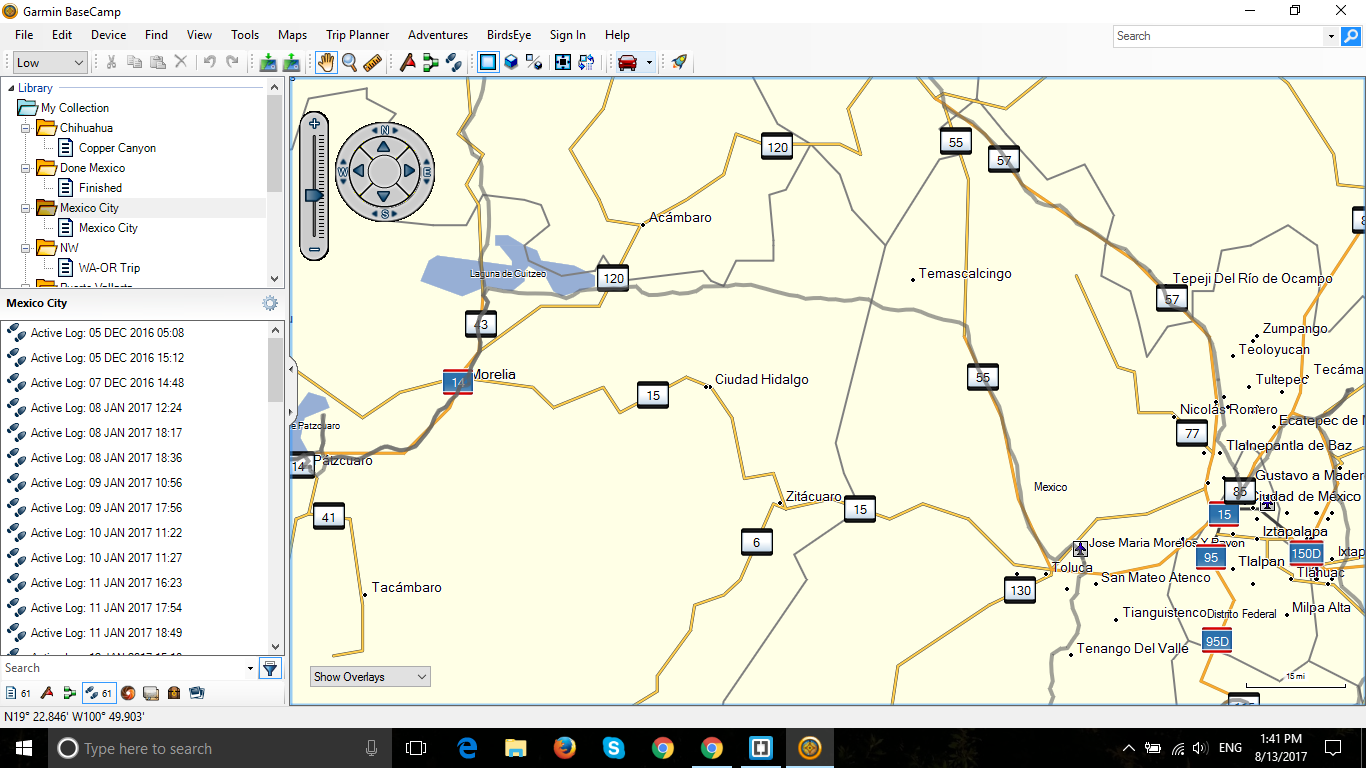 Garmin BaseCamp
File Edit Device Find View Tools Maps Trip Planner Adventures BirdsEye Sign In Help
Search
Low
Library
My Collection
Chihuahua
Copper Canyon
Done Mexico
Finished
Mexico City
Mexico City
NW
WA-OR Trip
Mexico City
Active Log: 05 DEC 2016 05:08
Active Log: 05 DEC 2016 15:12
Active Log: 07 DEC 2016 14:48
Active Log: 08 JAN 2017 12:24
Active Log: 08 JAN 2017 18:17
Active Log: 08 JAN 2017 18:36
Active Log: 09 JAN 2017 10:56
Active Log: 09 JAN 2017 17:56
Active Log: 10 JAN 2017 11:22
Active Log: 10 JAN 2017 11:27
Active Log: 11 JAN 2017 16:23
Active Log: 11 JAN 2017 17:54
Active Log: 11 JAN 2017 18:49
Search
61
61
N19° 22.846' W100° 49.903'
N
W
E
S
120
55
57
Acámbaro
Laguna de Cuitzeo
120
Temascalcingo
Tepeji Del Río de Ocampo
57
43
Zumpango
Teoloyucan
Morelia
14
Ciudad Hidalgo
15
55
Tultepec
Tecáma
Nicolás Romero
Ecatepec de M
e Patzcuaro
77
Tlalnepantla de Baz
14
Pátzcuaro
Gustavo a Mader
85
Ciudad de México
Mexico
Zitácuaro
15
15
41
Iztapalapa
6
Jose Maria Morelos Y Pavon
95
150D
Ixtap
Toluca
Tlalpan
Tláhuac
San Mateo Atenco
130
Tacámbaro
Tianguistenco
Distrito Federal
Milpa Alta
95D
Tenango Del Valle
Show Overlays
15 mi
Type here to search
ENG
1:41 PM
8/13/2017